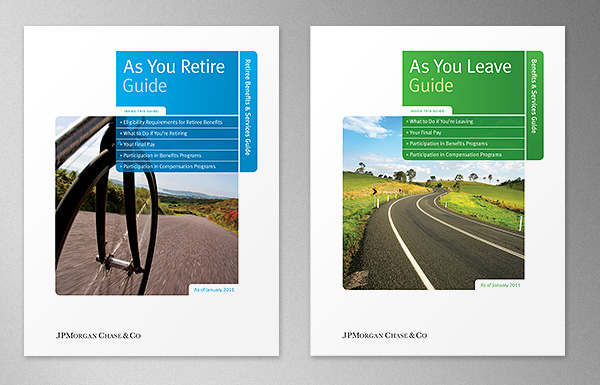 As You Retire
Guide
Retiree Benefits & Services Guide
INSIDE THIS GUIDE:
• Eligibility Requirements for Retiree Benefits
• What to Do if You're Retiring
• Your Final Pay
• Participation in Benefits Programs
• Participation in Compensation Programs
As of January 2011
JPMORGAN CHASE & CO
As You Leave
Guide
Benefits & Services Guide
INSIDE THIS GUIDE:
• What to Do if You're Leaving
• Your Final Pay
• Participation in Benefits Programs
• Participation in Compensation Programs
As of January 2011
JPMORGAN CHASE & CO